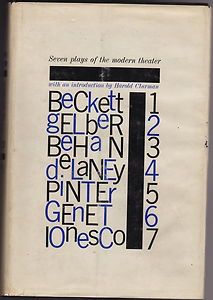 Seven plays of the modern theater
with an introduction by Harold Clurman
BecKett 1
gELbeR 2
BEHAN 3
dELANEY 4
PiNTER 5
GENET 6
IONesCO 7